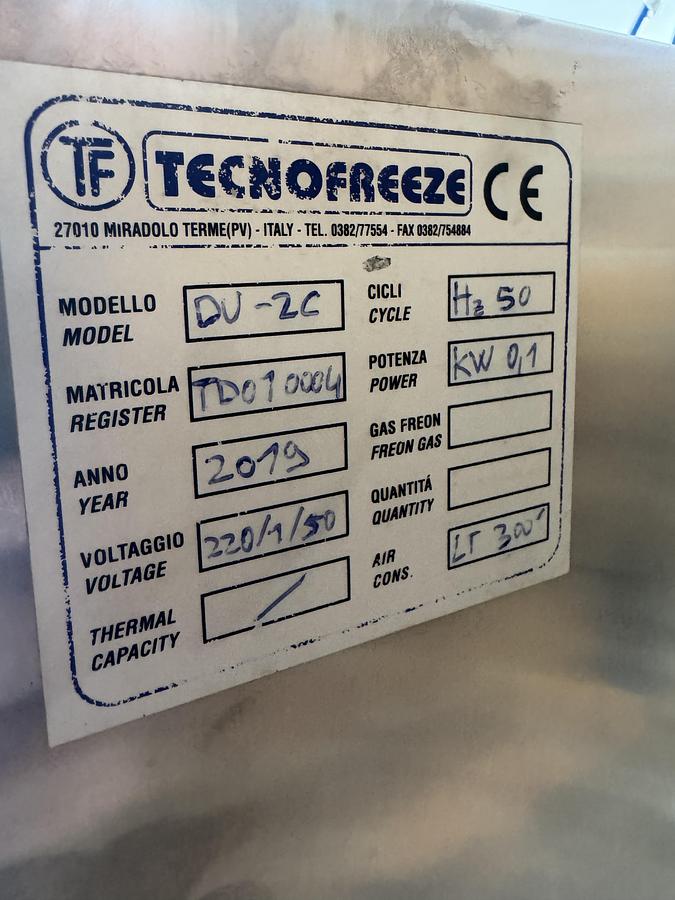 TF TECNOFREEZE CE
27010 MIRADOLO TERME(PV) - ITALY - TEL. 0382/77554 - FAX 0382/754884
MODELLO
MODEL
DV-2C
MATRICOLA
REGISTER
TD010004
ANNO
YEAR
2019
VOLTAGGIO
VOLTAGE
220/1/50
THERMAL
CAPACITY
/
CICLI
CYCLE
Hz 50
POTENZA
POWER
KW 0,1
GAS FREON
FREON GAS
QUANTITÁ
QUANTITY
AIR
CONS.
LT 300'